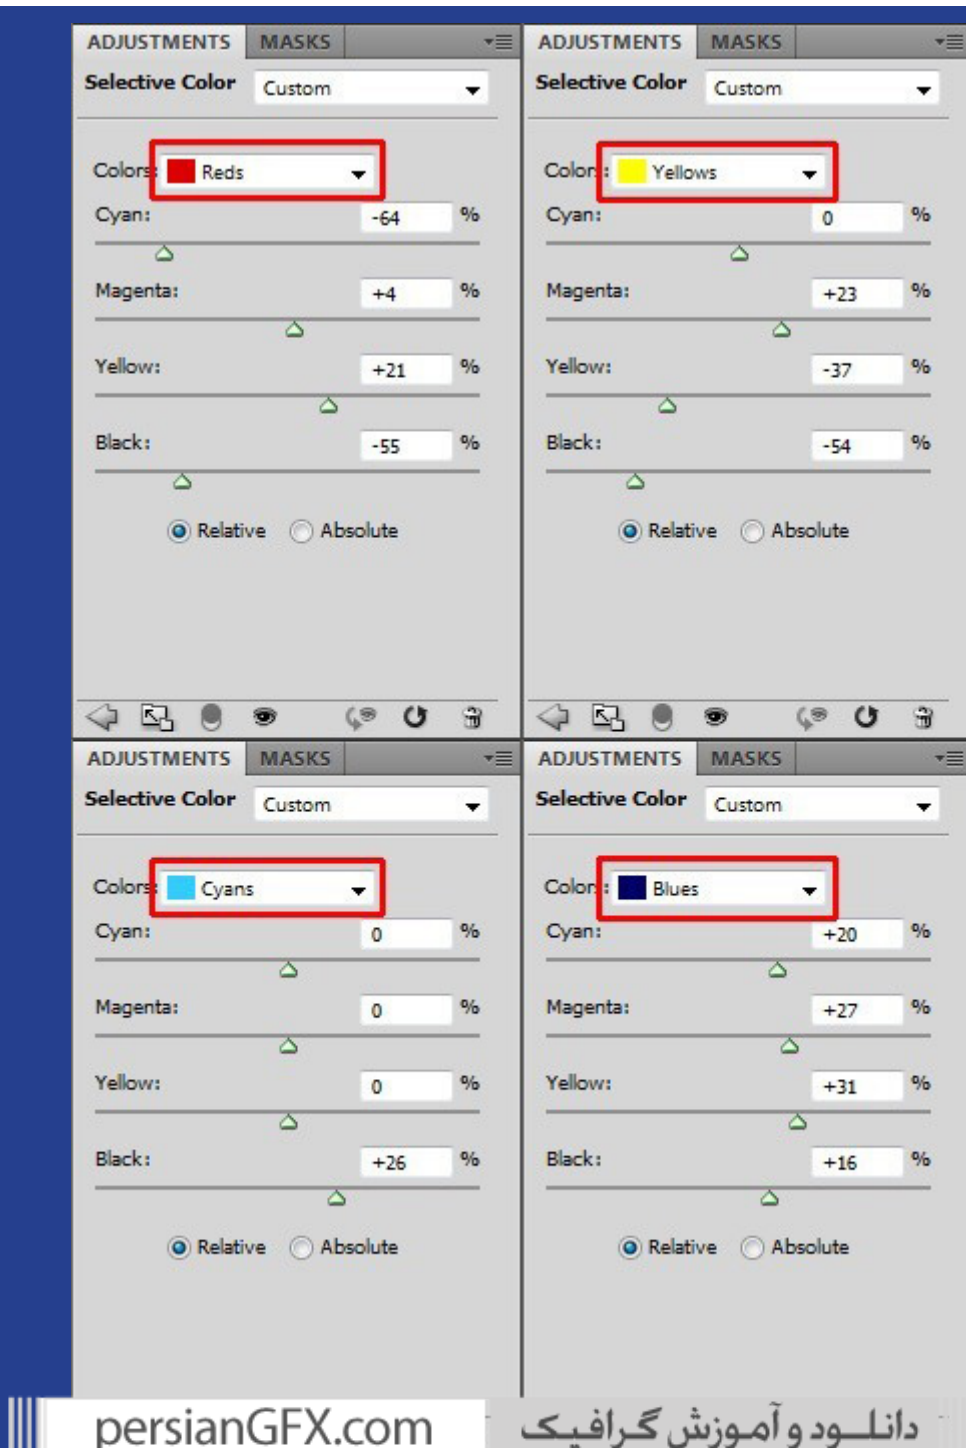 ADJUSTMENTS MASKS
Selective Color Custom
Colors: Reds
Cyan: -64 %
Magenta: +4 %
Yellow: +21 %
Black: -55 %
Relative Absolute
ADJUSTMENTS MASKS
Selective Color Custom
Colors: Yellows
Cyan: 0 %
Magenta: +23 %
Yellow: -37 %
Black: -54 %
Relative Absolute
ADJUSTMENTS MASKS
Selective Color Custom
Colors: Cyans
Cyan: 0 %
Magenta: 0 %
Yellow: 0 %
Black: +26 %
Relative Absolute
ADJUSTMENTS MASKS
Selective Color Custom
Colors: Blues
Cyan: +20 %
Magenta: +27 %
Yellow: +31 %
Black: +16 %
Relative Absolute
persianGFX.com دانلــود و آموزش گرافیک